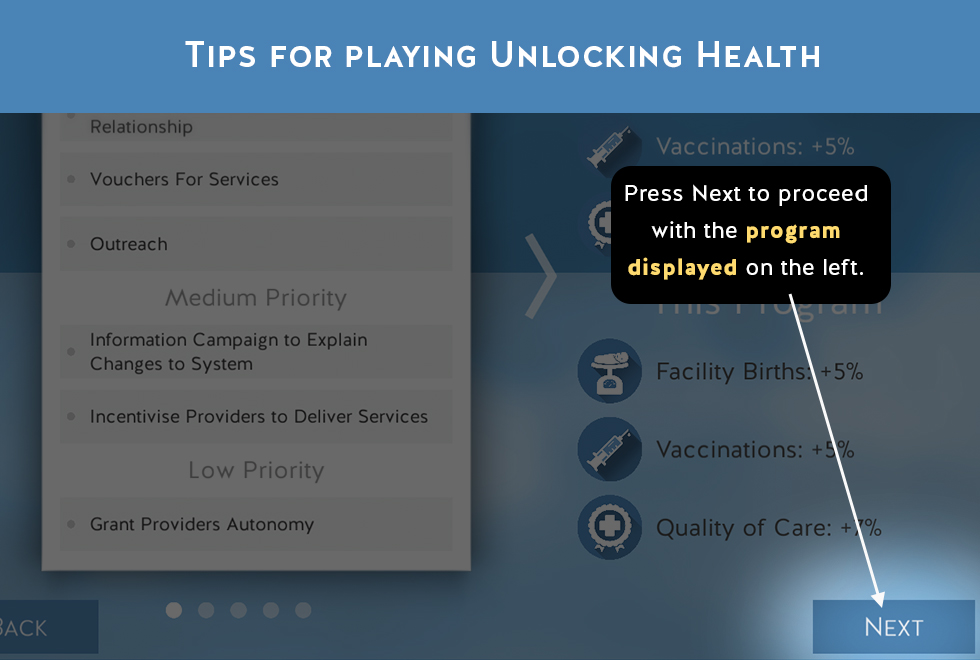 Tips for playing Unlocking Health
Relationship
Vouchers For Services
Outreach
Medium Priority
Information Campaign to Explain
Changes to System
Incentivise Providers to Deliver Services
Low Priority
Grant Providers Autonomy
Vaccinations: +5%
Press Next to proceed
with the program
displayed on the left.
This Program
Facility Births: +5%
Vaccinations: +5%
Quality of Care: +7%
Back
Next